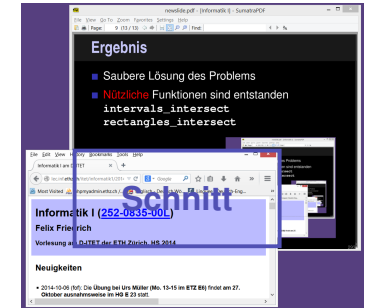 newslide.pdf - [Informatik I] - SumatraPDF
File View Go To Zoom Favorites Settings Help
Page: 9 (13 / 13) Find:
Ergebnis
Saubere Lösung des Problems
Nützliche Funktionen sind entstanden
intervals_intersect
rectangles_intersect
File Edit View History Bookmarks Tools Help
Informatik I am D-ITET
Google
Most Visited
Schnitt
Informatik I (252-0835-00L)
Felix Friedrich
Vorlesung am D-ITET der ETH Zürich, HS 2014
Neuigkeiten
2014-10-06 (fof): Die Übung bei Urs Müller (Mo. 13-15 im ETZ E6) findet am 27.
Oktober ausnahmsweise im HG E 23 statt.